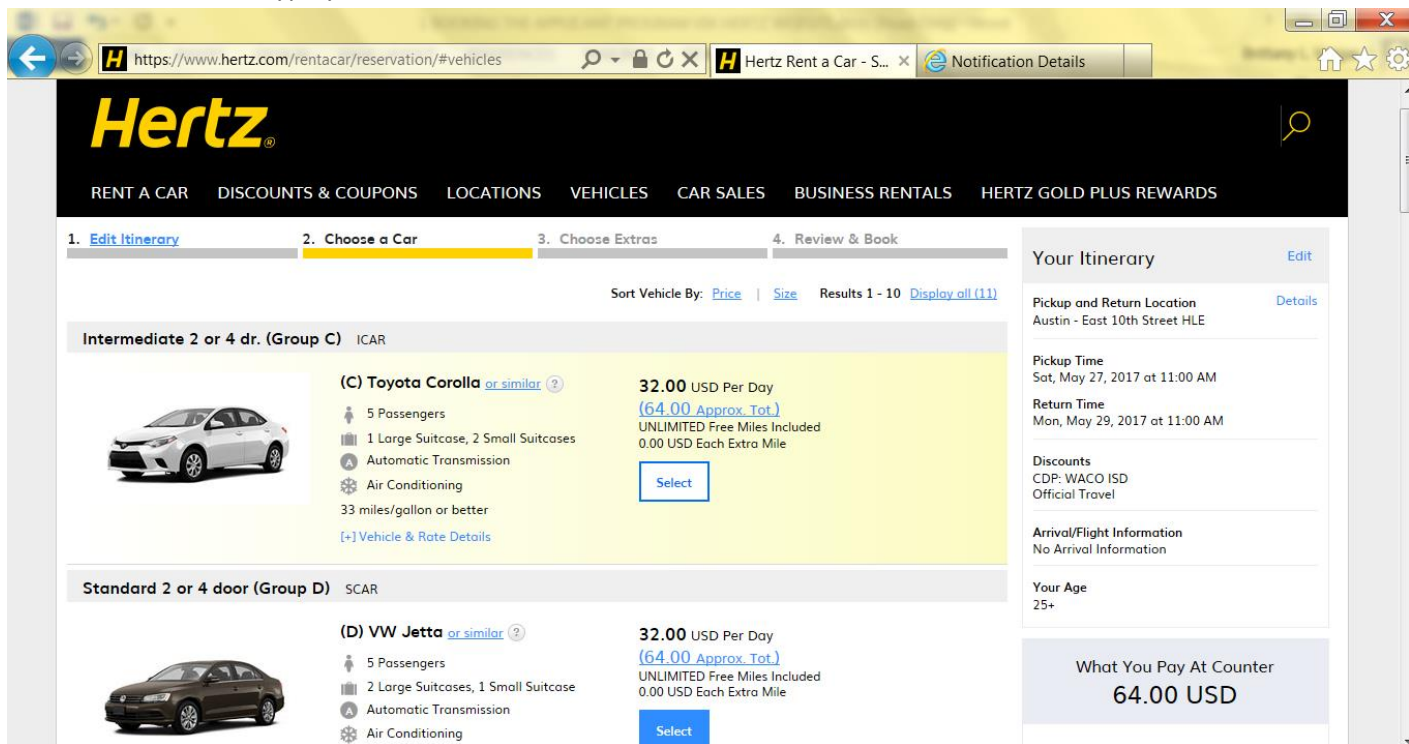 https://www.hertz.com/rentacar/reservation/#vehicles
Hertz Rent a Car - S...
Notification Details
Hertz®
RENT A CAR DISCOUNTS & COUPONS LOCATIONS VEHICLES CAR SALES BUSINESS RENTALS HERTZ GOLD PLUS REWARDS
1. Edit Itinerary 2. Choose a Car 3. Choose Extras 4. Review & Book
Sort Vehicle By: Price | Size Results 1 - 10 Display all (11)
Intermediate 2 or 4 dr. (Group C) ICAR
(C) Toyota Corolla or similar ?
5 Passengers
1 Large Suitcase, 2 Small Suitcases
A Automatic Transmission
Air Conditioning
33 miles/gallon or better
[+] Vehicle & Rate Details
32.00 USD Per Day
(64.00 Approx. Tot.)
UNLIMITED Free Miles Included
0.00 USD Each Extra Mile
Select
Standard 2 or 4 door (Group D) SCAR
(D) VW Jetta or similar ?
5 Passengers
2 Large Suitcases, 1 Small Suitcase
A Automatic Transmission
Air Conditioning
32.00 USD Per Day
(64.00 Approx. Tot.)
UNLIMITED Free Miles Included
0.00 USD Each Extra Mile
Select
Your Itinerary Edit
Pickup and Return Location Details
Austin - East 10th Street HLE
Pickup Time
Sat, May 27, 2017 at 11:00 AM
Return Time
Mon, May 29, 2017 at 11:00 AM
Discounts
CDP: WACO ISD
Official Travel
Arrival/Flight Information
No Arrival Information
Your Age
25+
What You Pay At Counter
64.00 USD